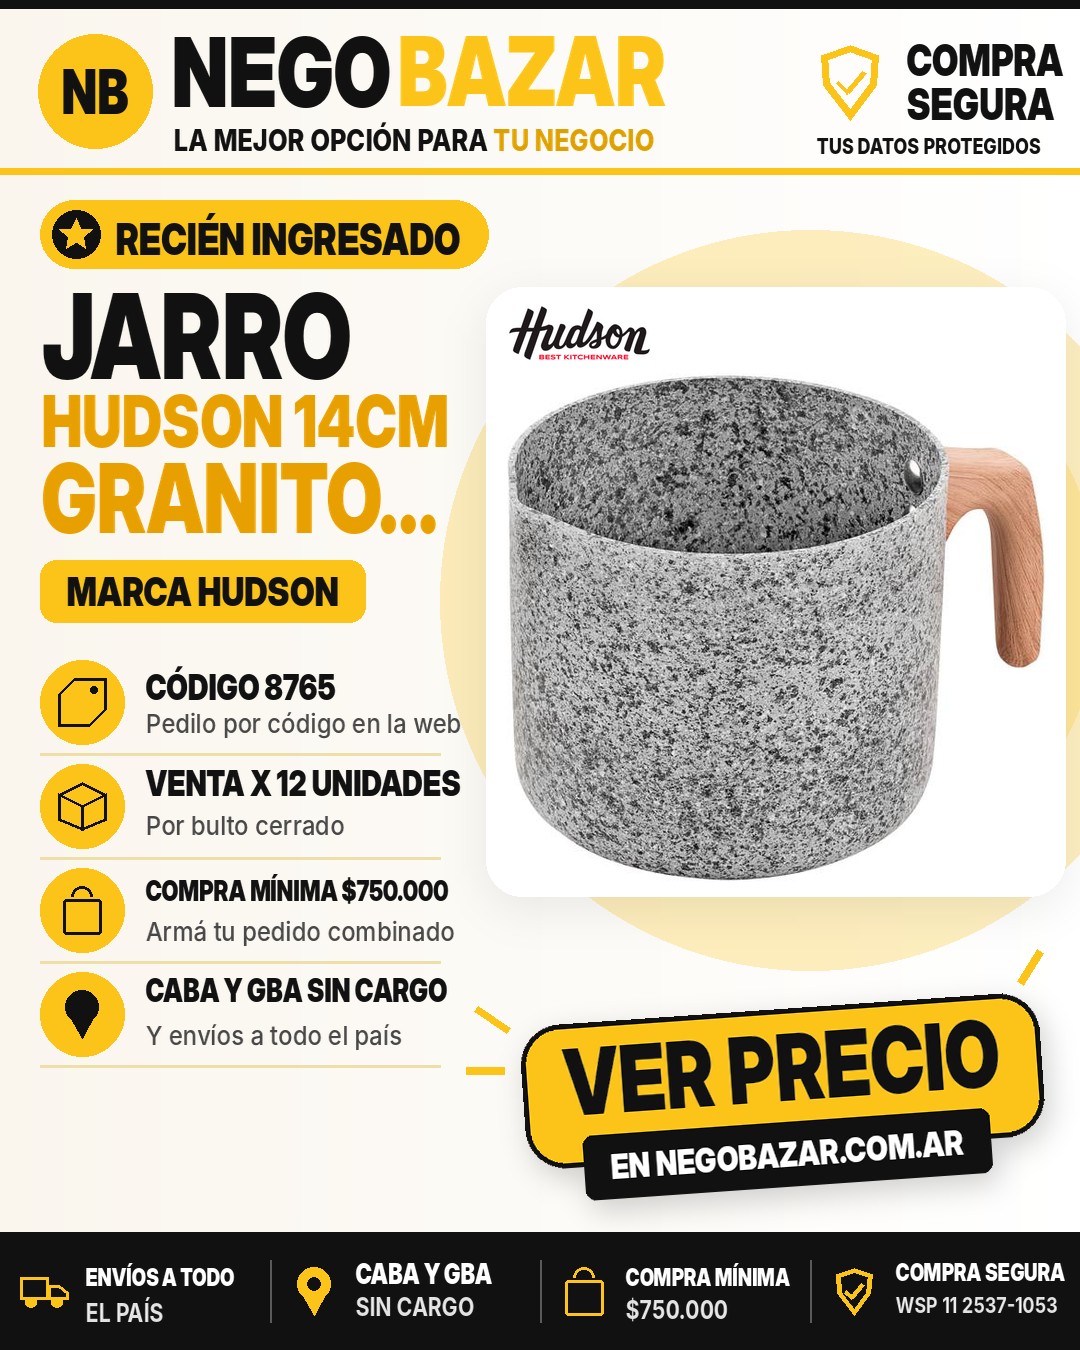 NB
NEGOBAZAR
LA MEJOR OPCIÓN PARA TU NEGOCIO
COMPRA
SEGURA
TUS DATOS PROTEGIDOS
RECIÉN INGRESADO
JARRO
HUDSON 14CM
GRANITO...
MARCA HUDSON
CÓDIGO 8765
Pedilo por código en la web
VENTA X 12 UNIDADES
Por bulto cerrado
COMPRA MÍNIMA $750.000
Armá tu pedido combinado
CABA Y GBA SIN CARGO
Y envíos a todo el país
Hudson
BEST KITCHENWARE
VER PRECIO
EN NEGOBAZAR.COM.AR
ENVÍOS A TODO
EL PAÍS
CABA Y GBA
SIN CARGO
COMPRA MÍNIMA
$750.000
COMPRA SEGURA
WSP 11 2537-1053